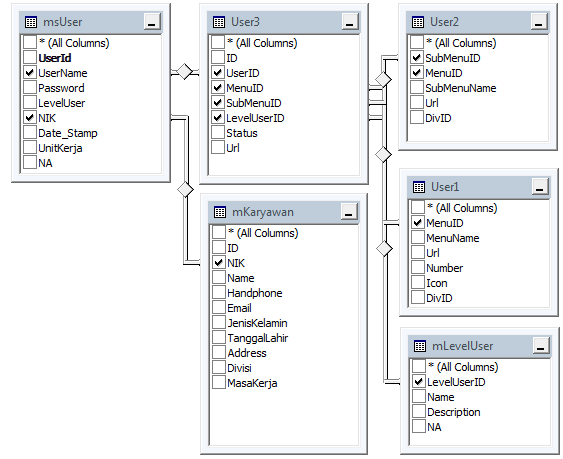 msUser
* (All Columns)
UserId
UserName
Password
LevelUser
NIK
Date_Stamp
UnitKerja
NA
User3
* (All Columns)
ID
UserID
MenuID
SubMenuID
LevelUserID
Status
Url
User2
SubMenuID
MenuID
SubMenuName
Url
DivID
mKaryawan
* (All Columns)
ID
NIK
Name
Handphone
Email
JenisKelamin
TanggalLahir
Address
Divisi
MasaKerja
User1
* (All Columns)
MenuID
MenuName
Url
Number
Icon
DivID
mLevelUser
* (All Columns)
LevelUserID
Name
Description
NA